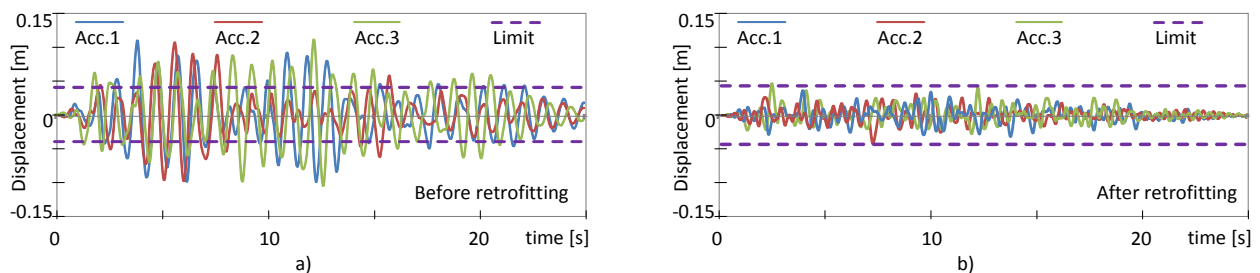 0.15
Acc.1 Acc.2 Acc.3 Limit
Displacement [m]
0
Before retrofitting
-0.15
0 10 20 time [s]
a)
0.15
Acc.1 Acc.2 Acc.3 Limit
Displacement [m]
0
After retrofitting
-0.15
0 10 20 time [s]
b)